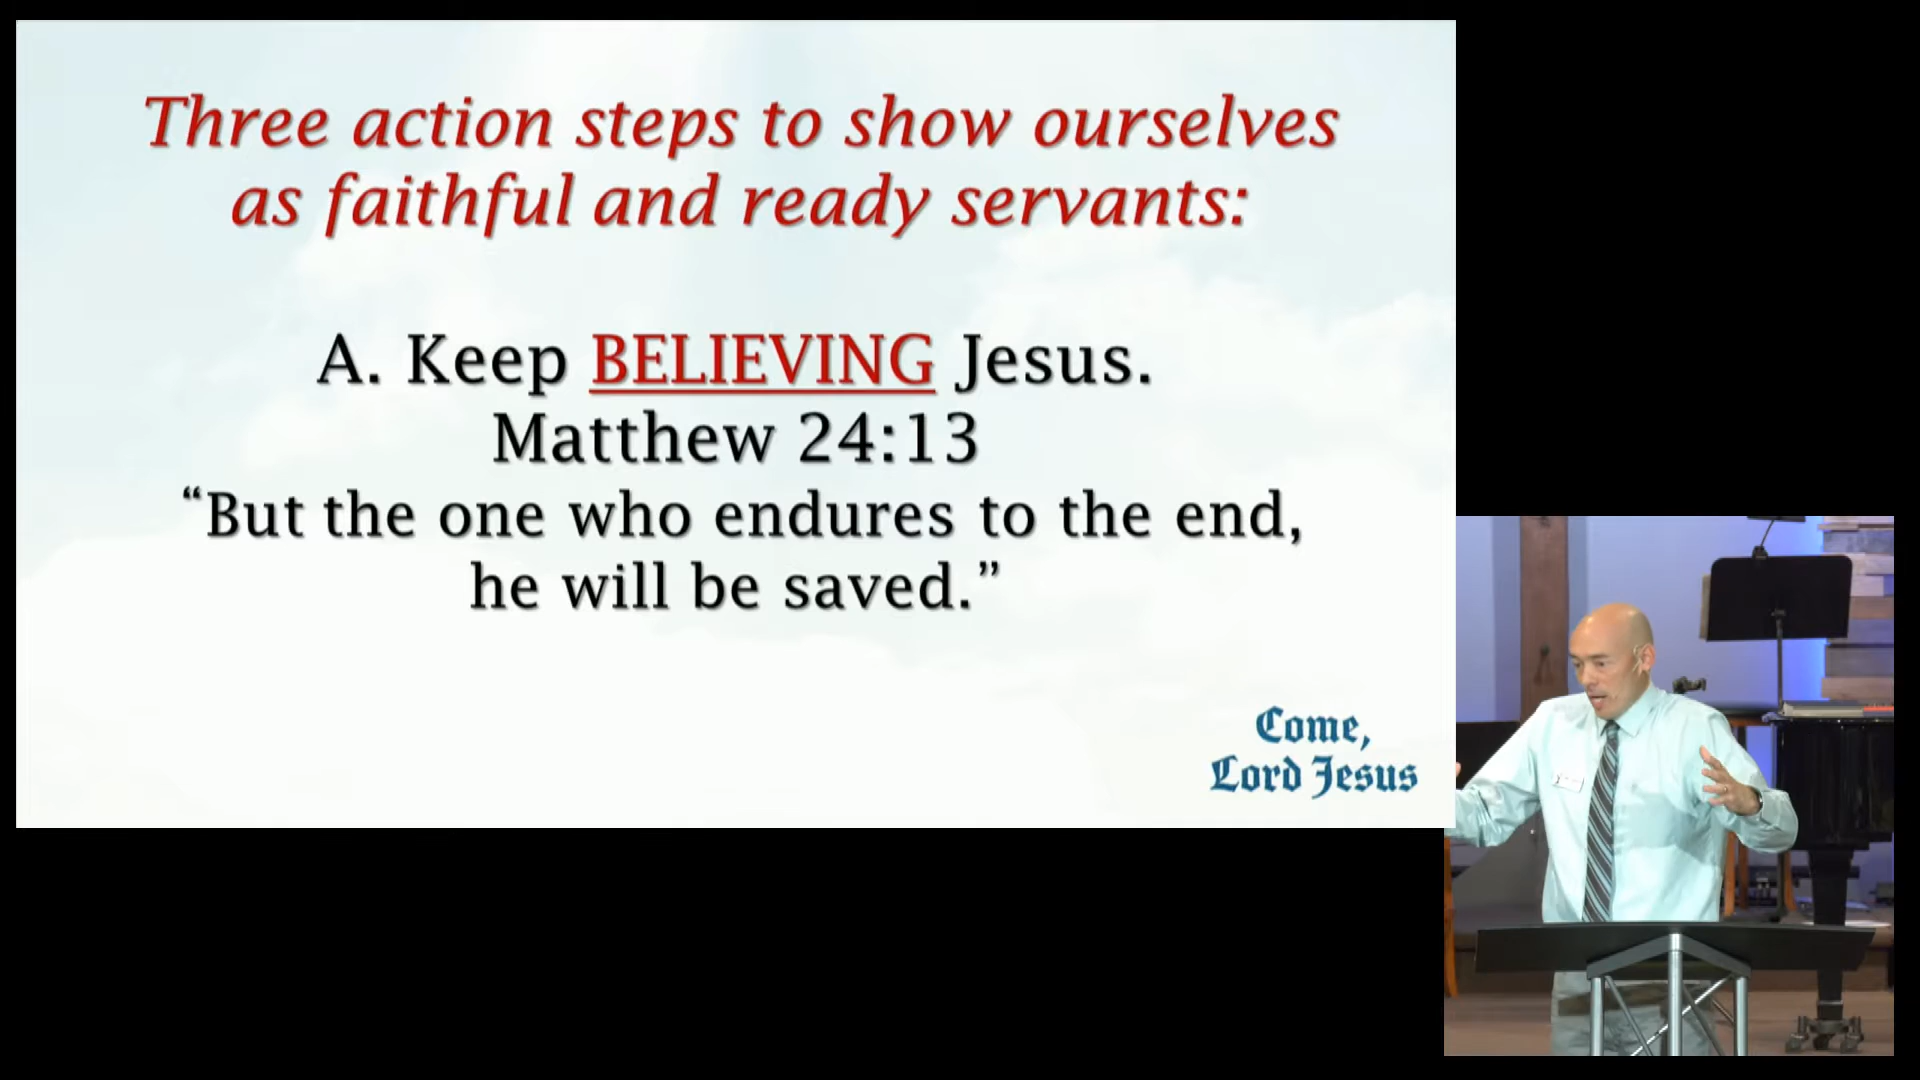 Three action steps to show ourselves
as faithful and ready servants:
A. Keep BELIEVING Jesus.
Matthew 24:13
“But the one who endures to the end,
he will be saved.”
Come,
Lord Jesus